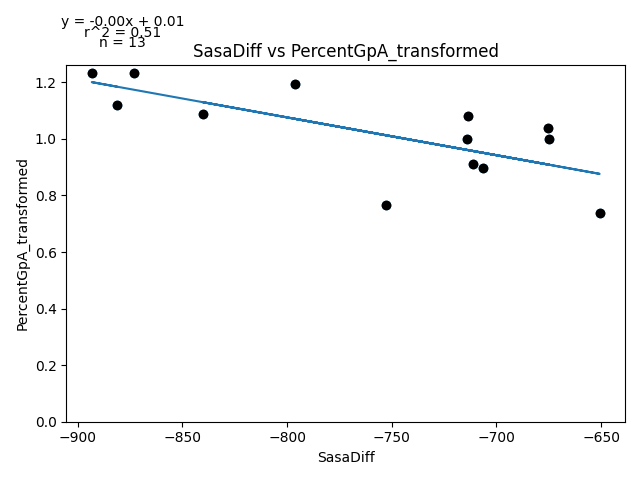 y = -0.00x + 0.01
r^2 = 0.51
n = 13
SasaDiff vs PercentGpA_transformed
PercentGpA_transformed
1.2
1.0
0.8
0.6
0.4
0.2
0.0
−900
−850
−800
−750
−700
−650
SasaDiff